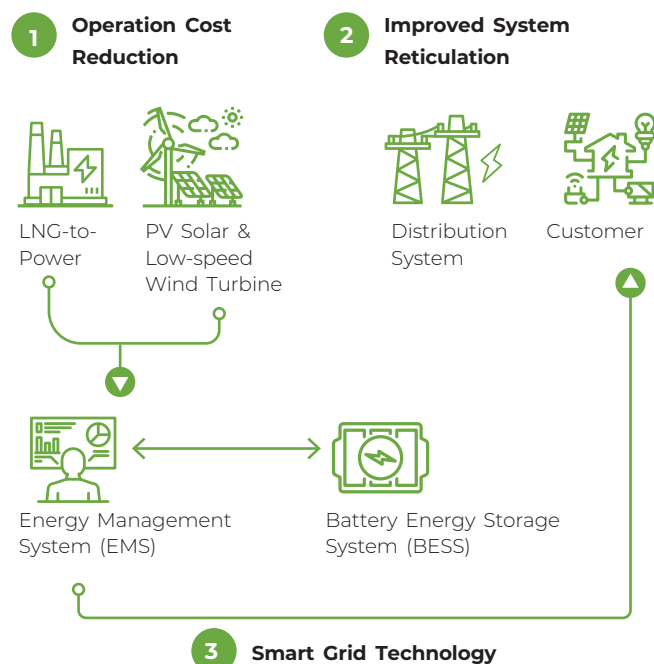 1
Operation Cost
Reduction
2
Improved System
Reticulation
LNG-to-
Power
PV Solar &
Low-speed
Wind Turbine
Distribution
System
Customer
Energy Management
System (EMS)
Battery Energy Storage
System (BESS)
3
Smart Grid Technology